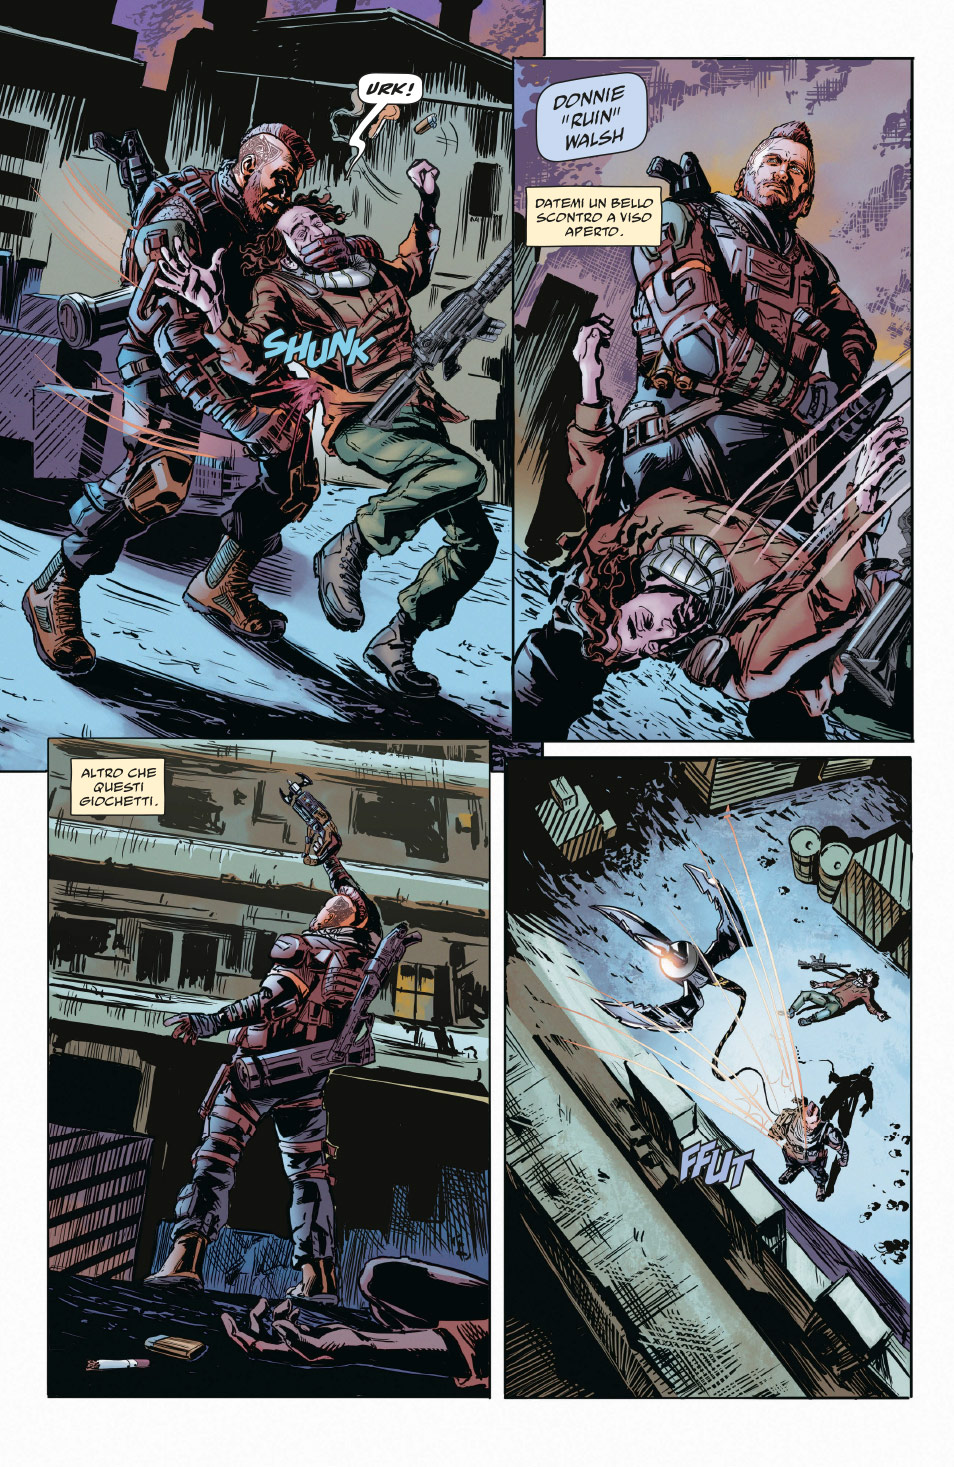 URK!
SHUNK
DONNIE
"RUIN"
WALSH
DATEMI UN BELLO
SCONTRO A VISO
APERTO.
ALTRO CHE
QUESTI
GIOCHETTI.
FFUT